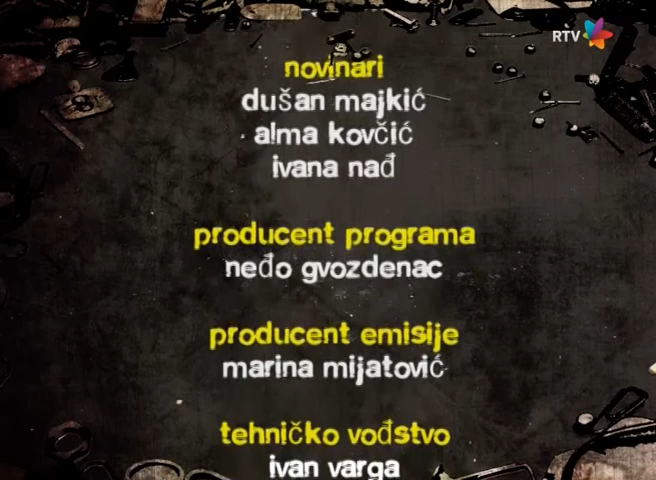 RTV
novinari
dušan majkić
alma kovčić
ivana nađ
producent programa
neđo gvozdenac
producent emisije
marina mijatović
tehničko vođstvo
ivan varga